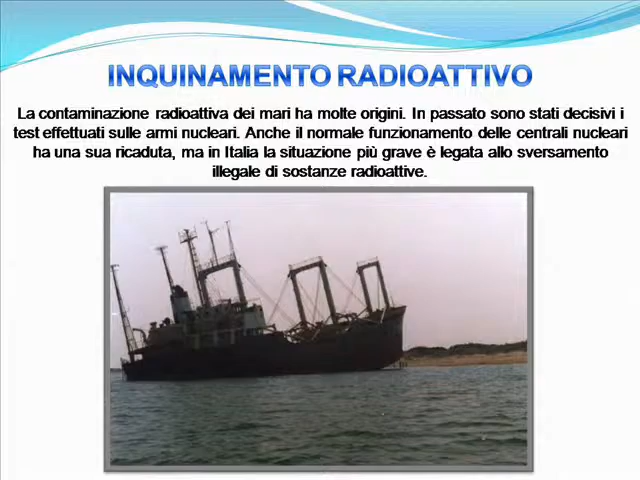 INQUINAMENTO RADIOATTIVO
La contaminazione radioattiva dei mari ha molte origini. In passato sono stati decisivi i
test effettuati sulle armi nucleari. Anche il normale funzionamento delle centrali nucleari
ha una sua ricaduta, ma in Italia la situazione più grave è legata allo sversamento
illegale di sostanze radioattive.